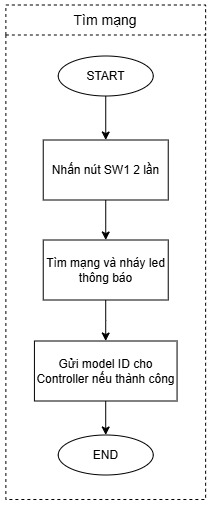 Tìm mạng
START
Nhấn nút SW1 2 lần
Tìm mạng và nháy led
thông báo
Gửi model ID cho
Controller nếu thành công
END